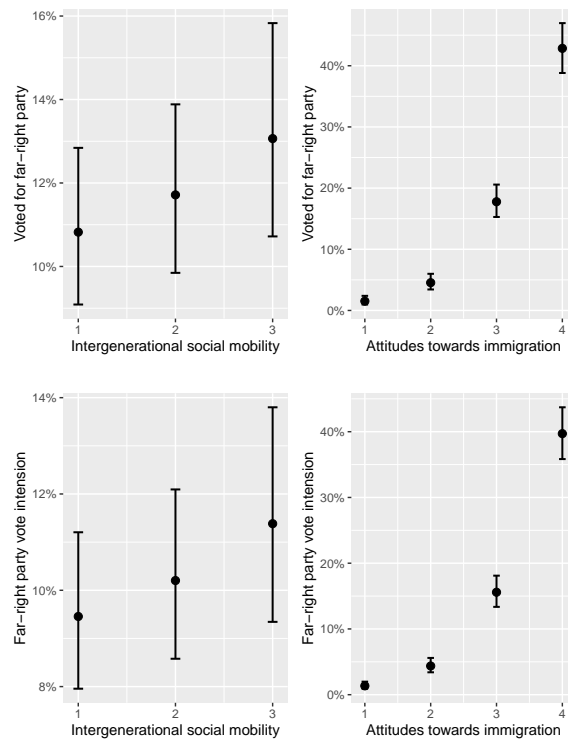 16%
14%
12%
10%
Voted for far−right party
1 2 3
Intergenerational social mobility
40%
30%
20%
10%
0%
Voted for far−right party
1 2 3 4
Attitudes towards immigration
14%
12%
10%
8%
Far−right party vote intension
1 2 3
Intergenerational social mobility
40%
30%
20%
10%
0%
Far−right party vote intension
1 2 3 4
Attitudes towards immigration